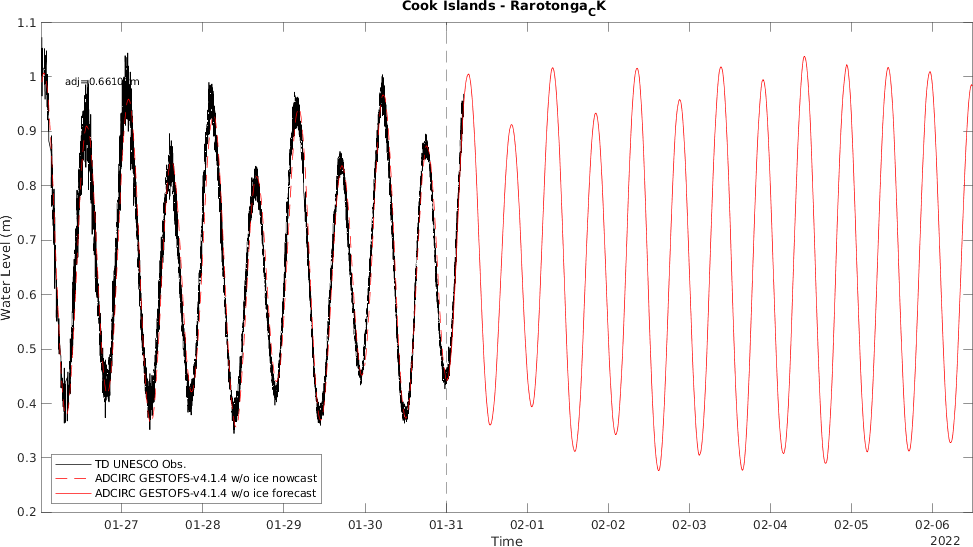 Cook Islands - Rarotonga_CK
1.1
1
0.9
0.8
0.7
0.6
0.5
0.4
0.3
0.2
Water Level (m)
TD UNESCO Obs.
ADCIRC GESTOFS-v4.1.4 w/o ice nowcast
ADCIRC GESTOFS-v4.1.4 w/o ice forecast
01-27 01-28 01-29 01-30 01-31 02-01 02-02 02-03 02-04 02-05 02-06
Time 2022